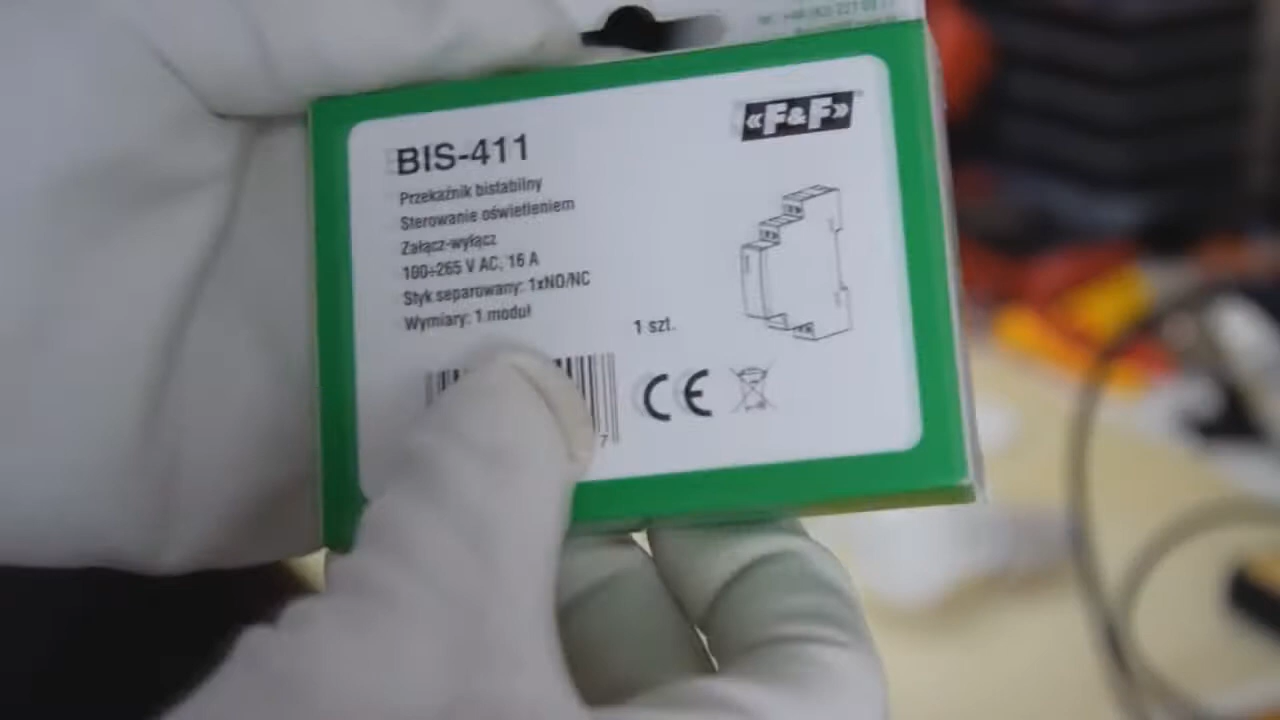 «F&F»
BIS-411
Przekaźnik bistabilny
Sterowanie oświetleniem
Załącz-wyłącz
100÷265 V AC, 16 A
Styk separowany: 1xNO/NC
Wymiary: 1 moduł
1 szt.
7
CE